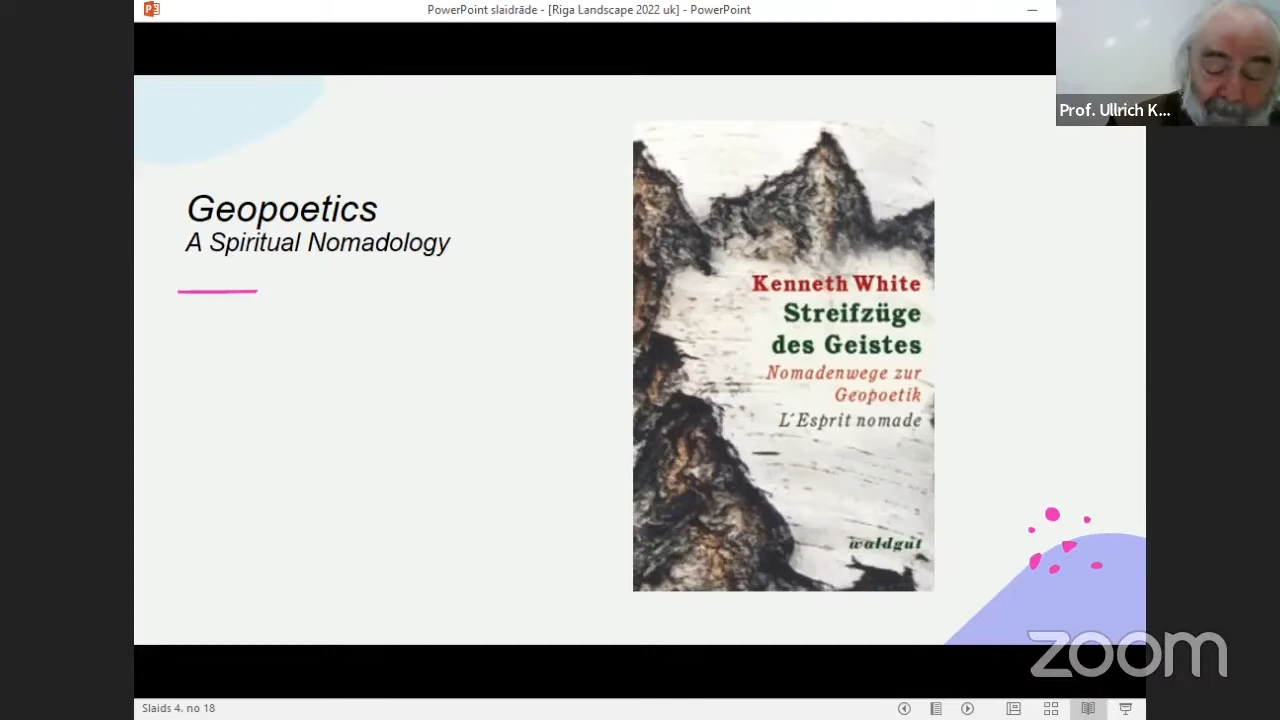 PowerPoint slaidrāde - [Riga Landscape 2022 uk] - PowerPoint
Prof. Ullrich K...
Geopoetics
A Spiritual Nomadology
Kenneth White
Streifzüge
des Geistes
Nomadenwege zur
Geopoetik
L´Esprit nomade
waldgut
zoom
Slaids 4. no 18